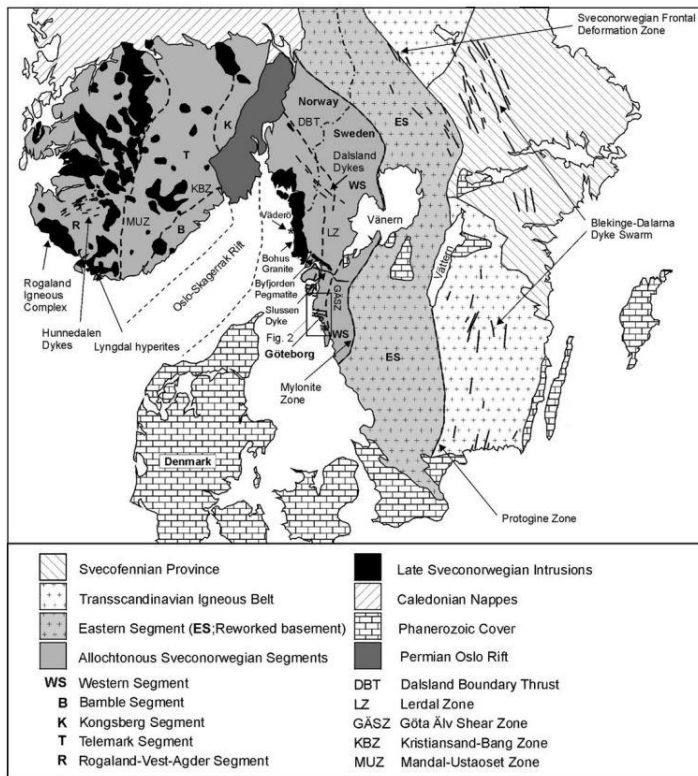 Sveconorwegian Frontal
Deformation Zone
Norway
DBT
ES
Sweden
K
T
Dalsland
Dykes
WS
KBZ
Väderö
Vänern
MUZ
R
B
LZ
Blekinge-Dalarna
Dyke Swarm
Oslo-Skagerrak Rift
Bohus
Granite
Vättern
Rogaland
Igneous
Complex
Byfjorden
Pegmatite
GÄSZ
Hunnedalen
Dykes
Lyngdal hyperites
Slussen
Dyke
Fig. 2
WS
ES
Göteborg
Mylonite
Zone
Denmark
Protogine Zone
Svecofennian Province
Transscandinavian Igneous Belt
Eastern Segment (ES;Reworked basement)
Allochtonous Sveconorwegian Segments
WS Western Segment
B Bamble Segment
K Kongsberg Segment
T Telemark Segment
R Rogaland-Vest-Agder Segment
Late Sveconorwegian Intrusions
Caledonian Nappes
Phanerozoic Cover
Permian Oslo Rift
DBT Dalsland Boundary Thrust
LZ Lerdal Zone
GÄSZ Göta Älv Shear Zone
KBZ Kristiansand-Bang Zone
MUZ Mandal-Ustaoset Zone